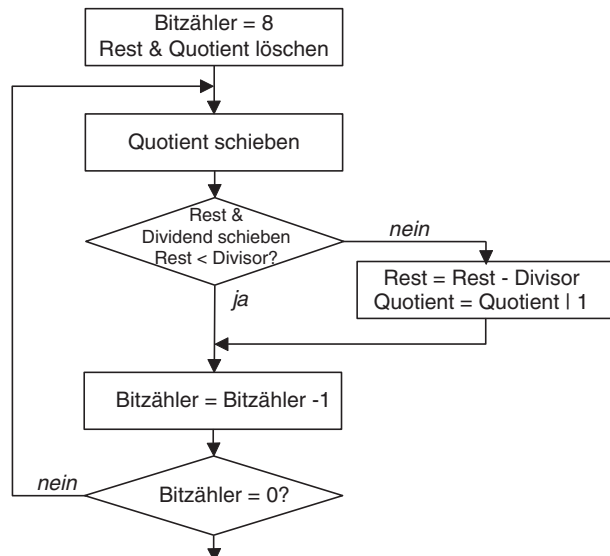 Bitzähler = 8
Rest & Quotient löschen
Quotient schieben
Rest &
Dividend schieben
Rest < Divisor?
nein
Rest = Rest - Divisor
Quotient = Quotient | 1
ja
Bitzähler = Bitzähler -1
nein
Bitzähler = 0?